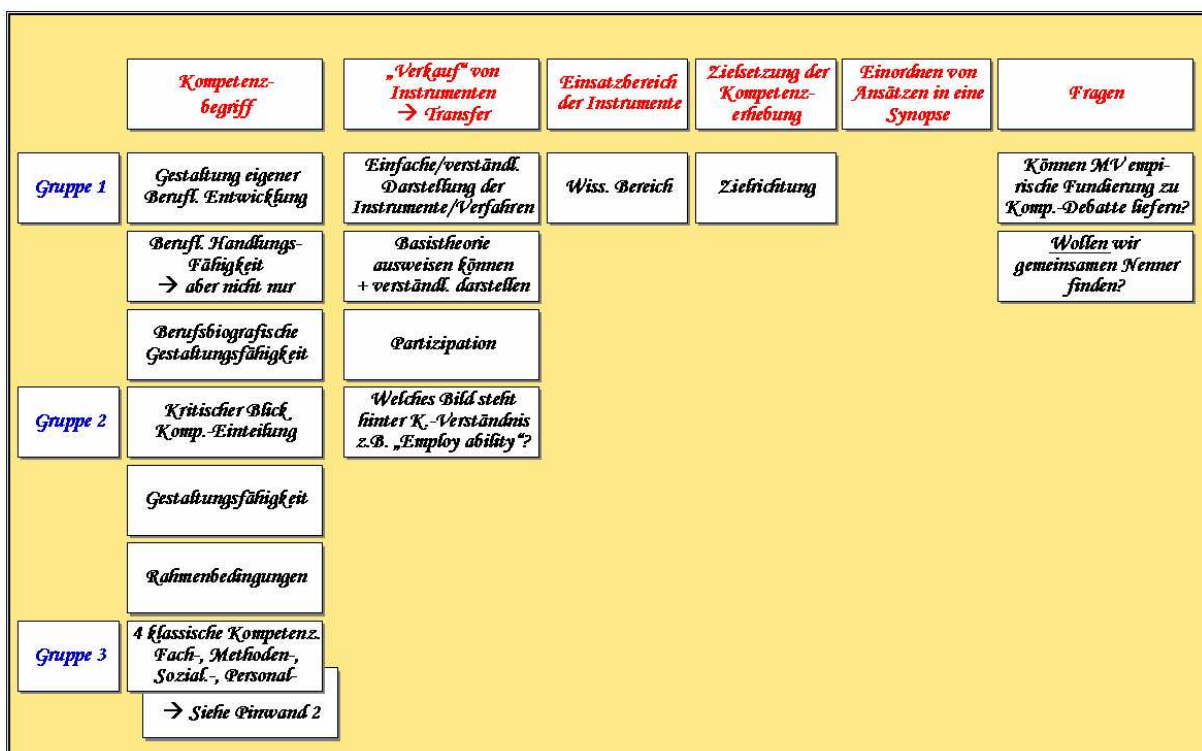 Kompetenz-
begriff
„Verkauf“ von
Instrumenten
→ Transfer
Einsatzbereich
der Instrumente
Zielsetzung der
Kompetenz-
erhebung
Einordnen von
Ansätzen in eine
Synopse
Fragen
Gruppe 1
Gestaltung eigener
Berufl. Entwicklung
Einfache/verständl.
Darstellung der
Instrumente/Verfahren
Wiss. Bereich
Zielrichtung
Können MV empi-
rische Fundierung zu
Komp.-Debatte liefern?
Berufl. Handlungs-
Fähigkeit
→ aber nicht nur
Basistheorie
ausweisen können
+ verständl. darstellen
Wollen wir
gemeinsamen Nenner
finden?
Berufsbiografische
Gestaltungsfähigkeit
Partizipation
Gruppe 2
Kritischer Blick
Komp.-Einteilung
Welches Bild steht
hinter K.-Verständnis
z.B. „Employ ability“?
Gestaltungsfähigkeit
Rahmenbedingungen
Gruppe 3
4 klassische Kompetenz.
Fach-, Methoden-,
Sozial.-, Personal-
→ Siehe Pinwand 2